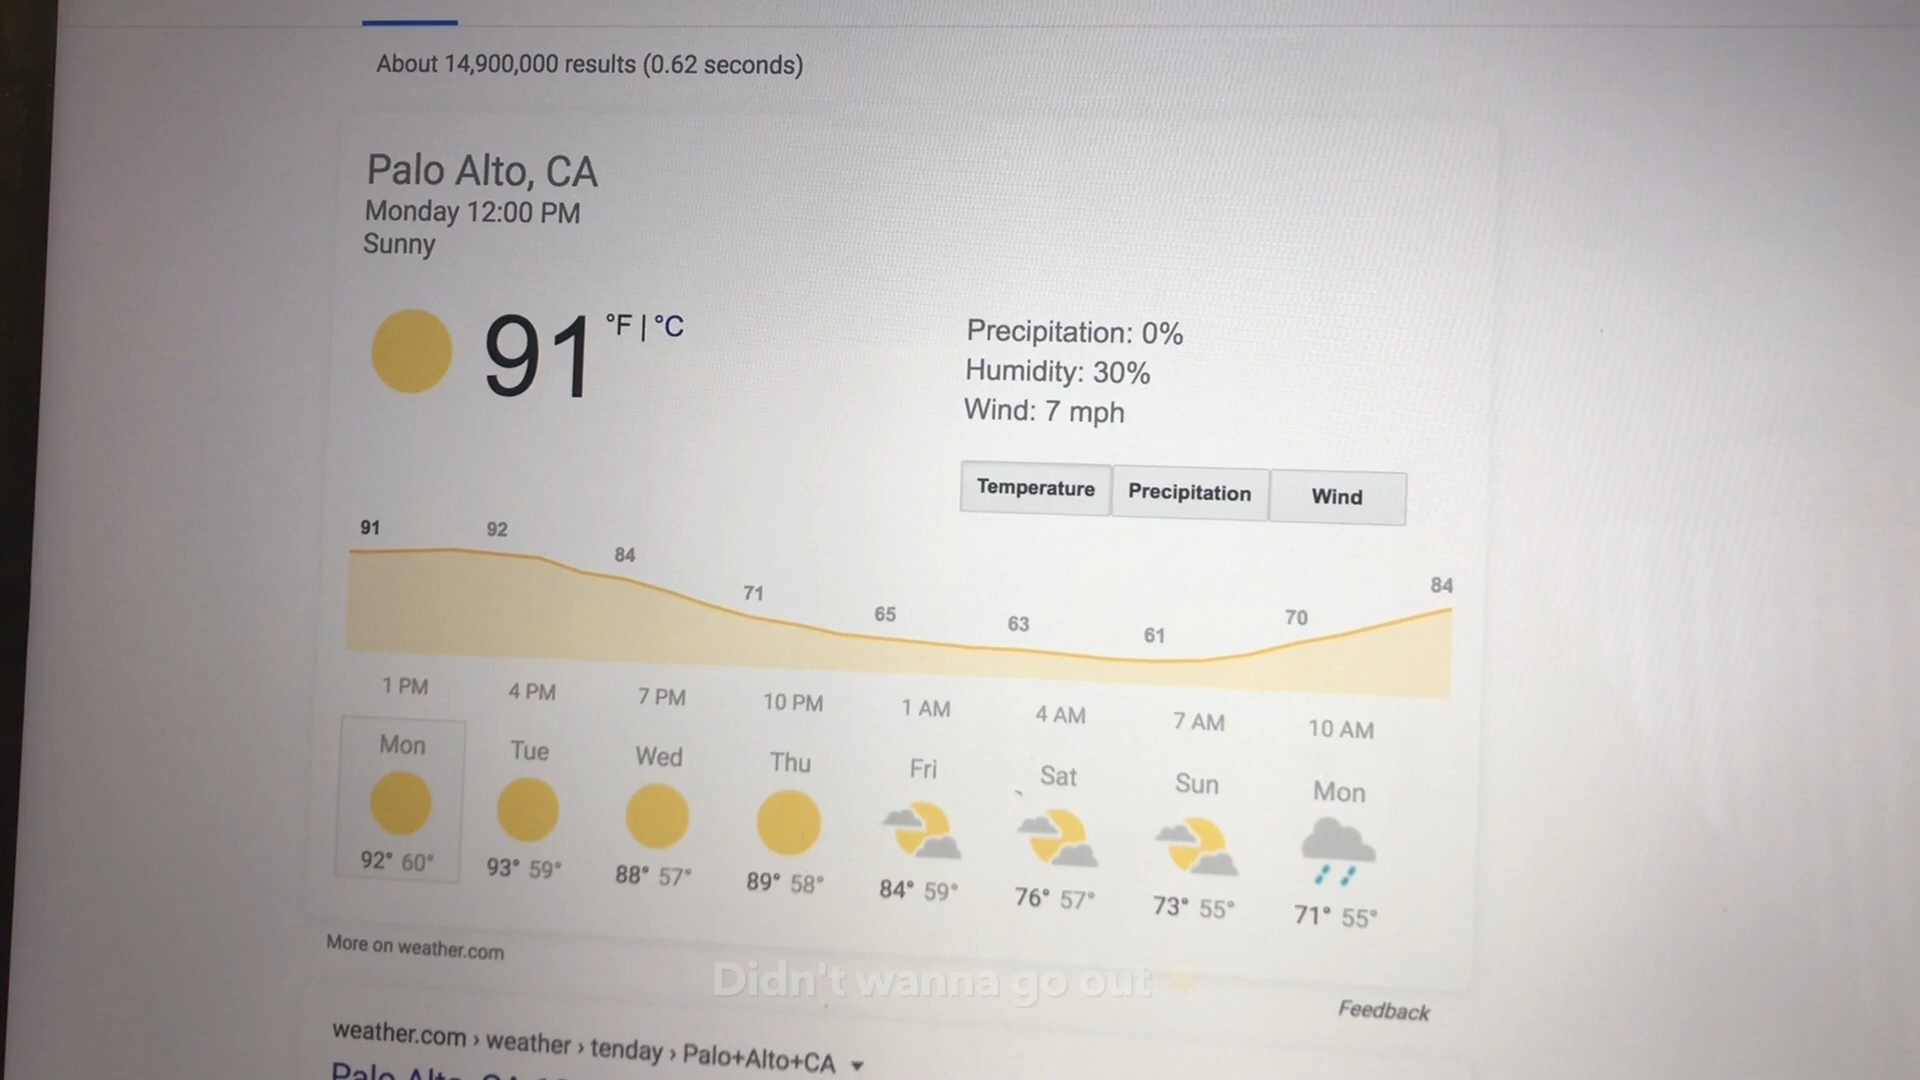 About 14,900,000 results (0.62 seconds)
Palo Alto, CA
Monday 12:00 PM
Sunny
91 °F | °C
Precipitation: 0%
Humidity: 30%
Wind: 7 mph
Temperature Precipitation Wind
91 92 84 71 65 63 61 70 84
1 PM 4 PM 7 PM 10 PM 1 AM 4 AM 7 AM 10 AM
Mon Tue Wed Thu Fri Sat Sun Mon
92° 60° 93° 59° 88° 57° 89° 58° 84° 59° 76° 57° 73° 55° 71° 55°
More on weather.com
Didn't wanna go out
Feedback
weather.com › weather › tenday › Palo+Alto+CA